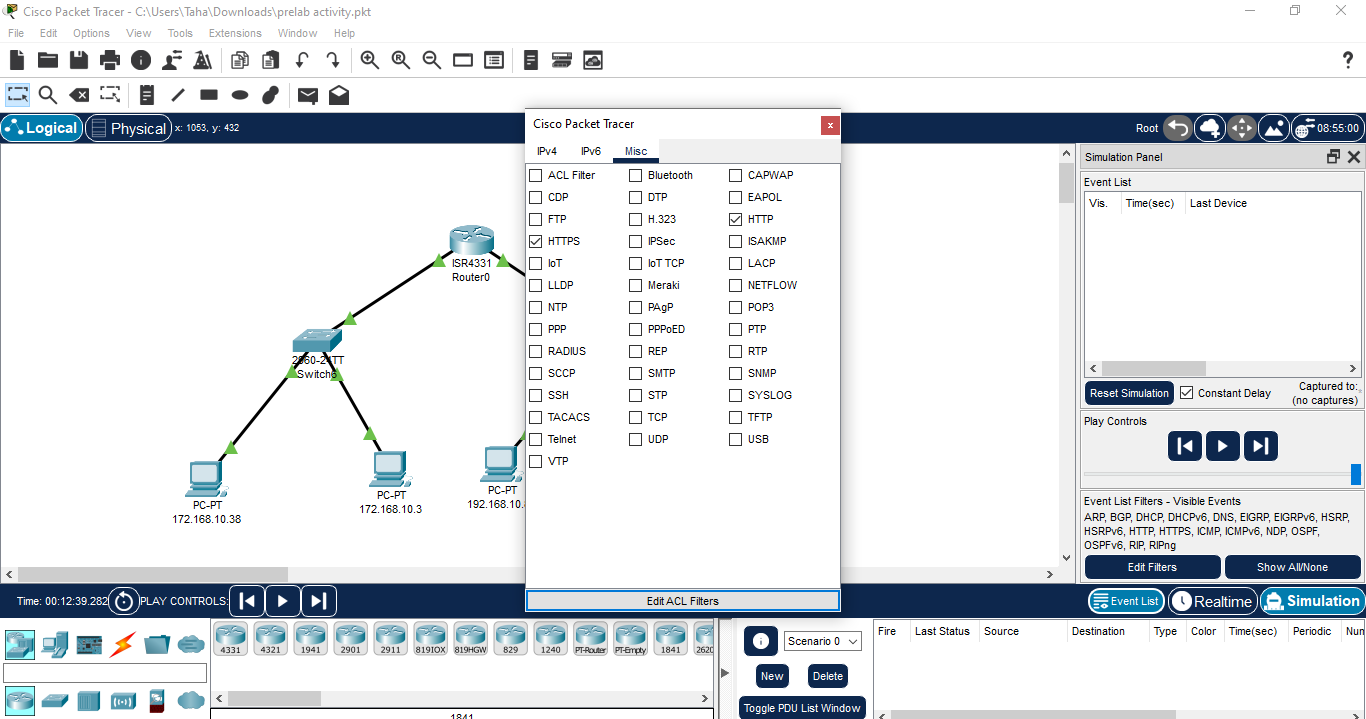 Cisco Packet Tracer - C:\Users\Taha\Downloads\prelab activity.pkt
File Edit Options View Tools Extensions Window Help
Logical Physical x: 1053, y: 432
Root 08:55:00
ISR4331
Router0
2960-24TT
Switch6
PC-PT
172.168.10.38
PC-PT
172.168.10.3
PC-PT
192.168.10.
Cisco Packet Tracer
IPv4 IPv6 Misc
ACL Filter Bluetooth CAPWAP
CDP DTP EAPOL
FTP H.323 HTTP
HTTPS IPSec ISAKMP
IoT IoT TCP LACP
LLDP Meraki NETFLOW
NTP PAgP POP3
PPP PPPoED PTP
RADIUS REP RTP
SCCP SMTP SNMP
SSH STP SYSLOG
TACACS TCP TFTP
Telnet UDP USB
VTP
Edit ACL Filters
Simulation Panel
Event List
Vis. Time(sec) Last Device
Reset Simulation Constant Delay Captured to:
(no captures)
Play Controls
Event List Filters - Visible Events
ARP, BGP, DHCP, DHCPv6, DNS, EIGRP, EIGRPv6, HSRP,
HSRPv6, HTTP, HTTPS, ICMP, ICMPv6, NDP, OSPF,
OSPFv6, RIP, RIPng
Edit Filters Show All/None
Time: 00:12:39.282 PLAY CONTROLS:
Event List Realtime Simulation
4331 4321 1941 2901 2911 819IOX 819HGW 829 1240 PT-Router PT-Empty 1841 2620
1841
Scenario 0
New Delete
Toggle PDU List Window
Fire Last Status Source Destination Type Color Time(sec) Periodic Num